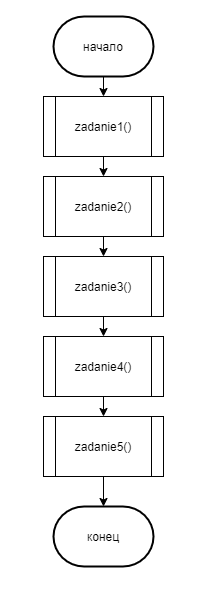 начало
zadanie1()
zadanie2()
zadanie3()
zadanie4()
zadanie5()
конец